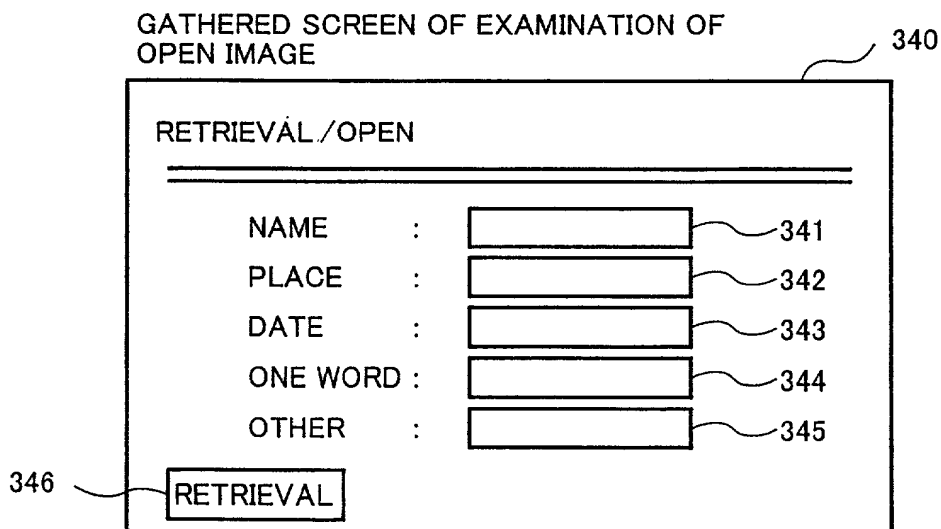 GATHERED SCREEN OF EXAMINATION OF
OPEN IMAGE
340
RETRIEVAL/OPEN
NAME : 341
PLACE : 342
DATE : 343
ONE WORD : 344
OTHER : 345
346
RETRIEVAL